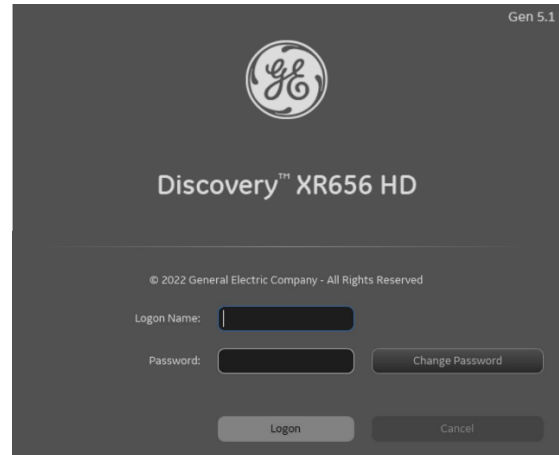 Gen 5.1
GE
Discovery™ XR656 HD
© 2022 General Electric Company - All Rights Reserved
Logon Name:
Password:
Change Password
Logon
Cancel